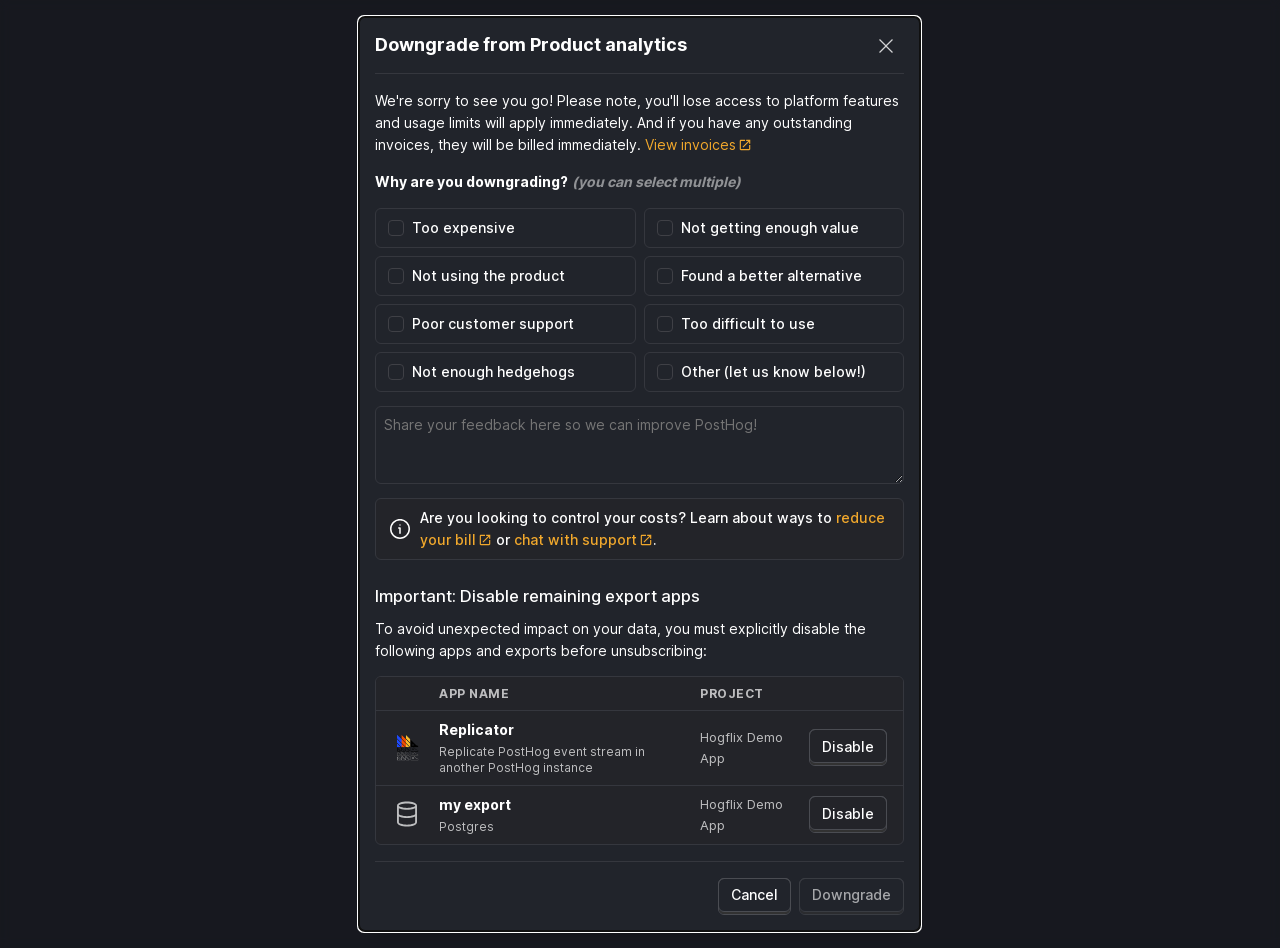 Downgrade from Product analytics
We're sorry to see you go! Please note, you'll lose access to platform features
and usage limits will apply immediately. And if you have any outstanding
invoices, they will be billed immediately. View invoices
Why are you downgrading? (you can select multiple)
Too expensive
Not getting enough value
Not using the product
Found a better alternative
Poor customer support
Too difficult to use
Not enough hedgehogs
Other (let us know below!)
Share your feedback here so we can improve PostHog!
Are you looking to control your costs? Learn about ways to reduce
your bill or chat with support.
Important: Disable remaining export apps
To avoid unexpected impact on your data, you must explicitly disable the
following apps and exports before unsubscribing:
APP NAME
PROJECT
Replicator
Replicate PostHog event stream in
another PostHog instance
Hogflix Demo
App
Disable
my export
Postgres
Hogflix Demo
App
Disable
Cancel
Downgrade